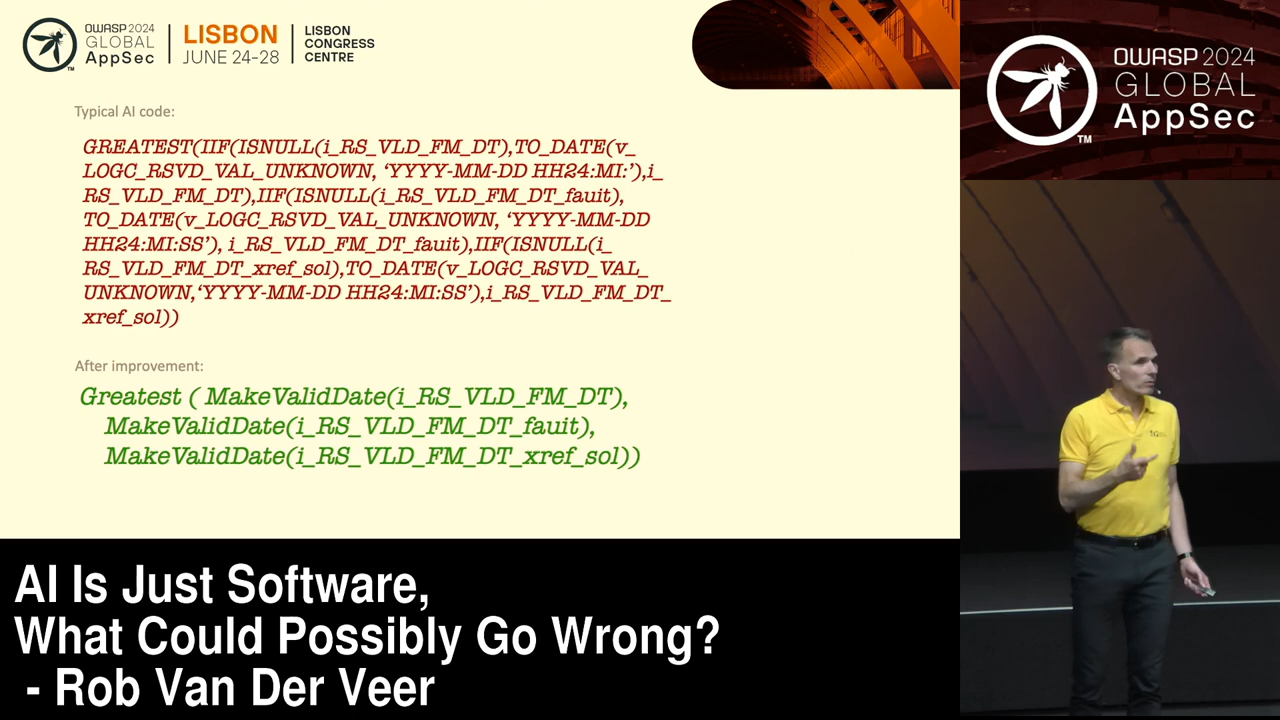 OWASP 2024
GLOBAL
AppSec
TM
LISBON
JUNE 24-28
LISBON
CONGRESS
CENTRE
Typical AI code:
GREATEST(IIF(ISNULL(i_RS_VLD_FM_DT),TO_DATE(v_
LOGC_RSVD_VAL_UNKNOWN, ‘YYYY-MM-DD HH24:MI:’),i_
RS_VLD_FM_DT),IIF(ISNULL(i_RS_VLD_FM_DT_fauit),
TO_DATE(v_LOGC_RSVD_VAL_UNKNOWN, ‘YYYY-MM-DD
HH24:MI:SS’), i_RS_VLD_FM_DT_fauit),IIF(ISNULL(i_
RS_VLD_FM_DT_xref_sol),TO_DATE(v_LOGC_RSVD_VAL_
UNKNOWN,‘YYYY-MM-DD HH24:MI:SS’),i_RS_VLD_FM_DT_
xref_sol))
After improvement:
Greatest ( MakeValidDate(i_RS_VLD_FM_DT),
MakeValidDate(i_RS_VLD_FM_DT_fauit),
MakeValidDate(i_RS_VLD_FM_DT_xref_sol))
AI Is Just Software,
What Could Possibly Go Wrong?
- Rob Van Der Veer
OWASP 2024
GLOBAL
AppSec
TM